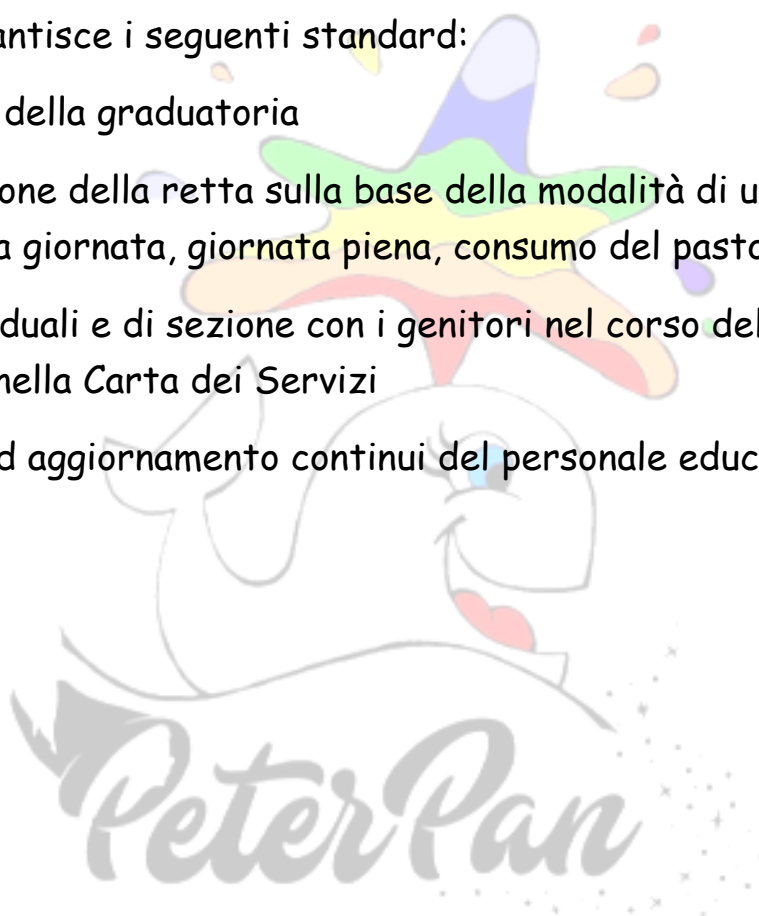 antisce i seguenti standard:
della graduatoria
one della retta sulla base della modalità di u
a giornata, giornata piena, consumo del pasto
duali e di sezione con i genitori nel corso del
nella Carta dei Servizi
d aggiornamento continui del personale educ
PeterPan